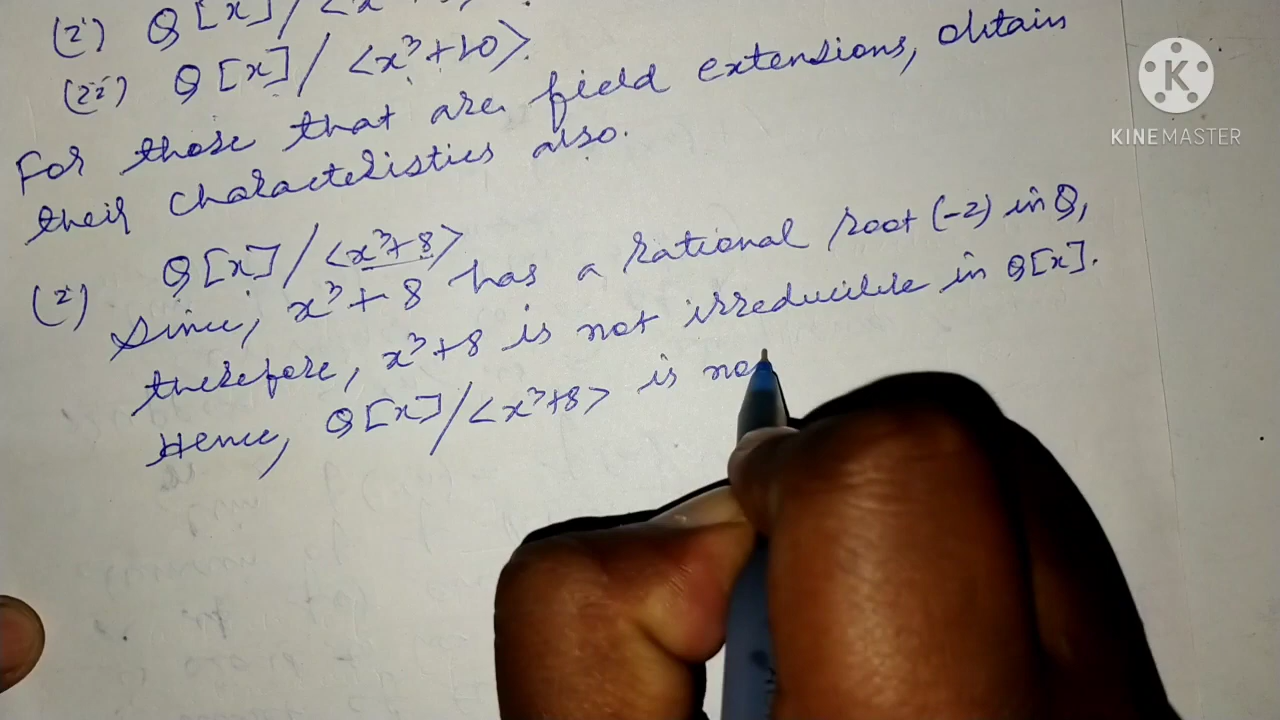 (i) Q[x]/<x
(ii) Q[x]/<x³+10>.
For those that are field extensions, obtain
their characteristics also.
(i) Q[x]/<x³+8>
Since, x³+8 has a rational root (-2) in Q,
therefore, x³+8 is not irreducible in Q[x].
Hence, Q[x]/<x³+8> is no
K
KINEMASTER